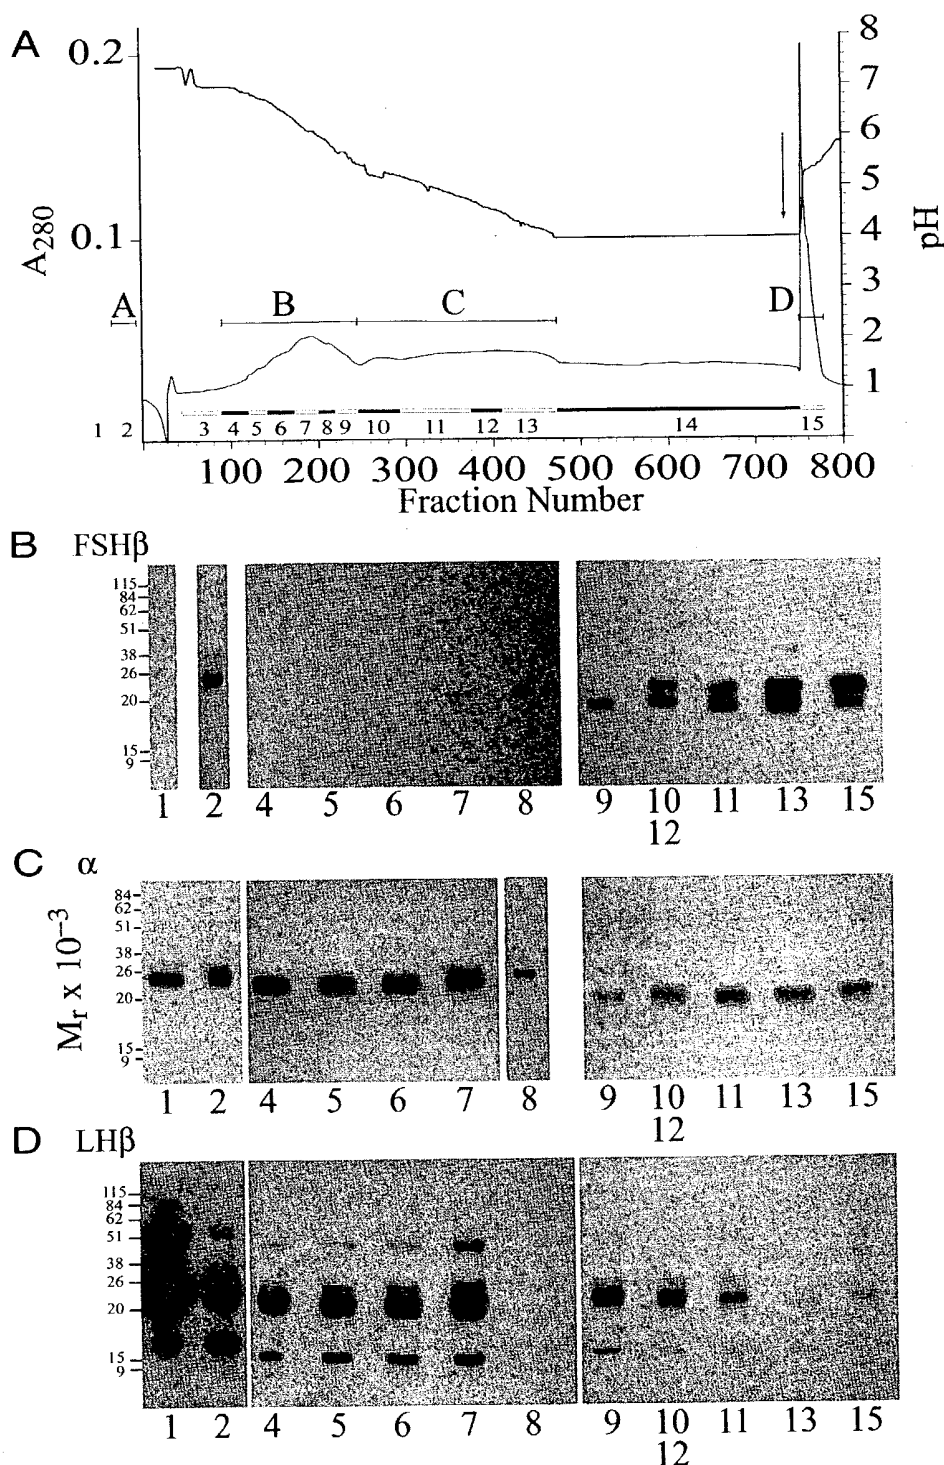 A
0.2
0.1
A280
8
7
6
5
4
3
2
1
pH
A
B
C
D
1 2 3 4 5 6 7 8 9 10 11 12 13 14 15
100 200 300 400 500 600 700 800
Fraction Number
B FSHβ
115
84
62
51
38
26
20
15
9
1 2 4 5 6 7 8 9 10 11 13 15
12
C α
Mr x 10−3
84
62
51
38
26
20
15
9
1 2 4 5 6 7 8 9 10 11 13 15
12
D LHβ
115
84
62
51
38
26
20
15
9
1 2 4 5 6 7 8 9 10 11 13 15
12